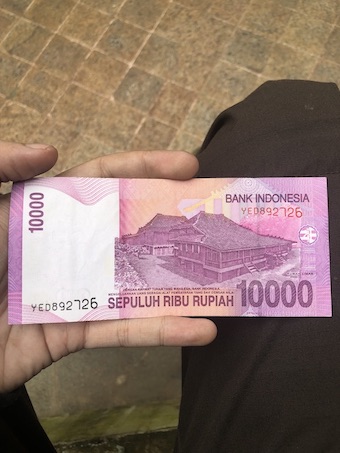 BANK INDONESIA
YED892726
10000
YED892726
SEPULUH RIBU RUPIAH 10000